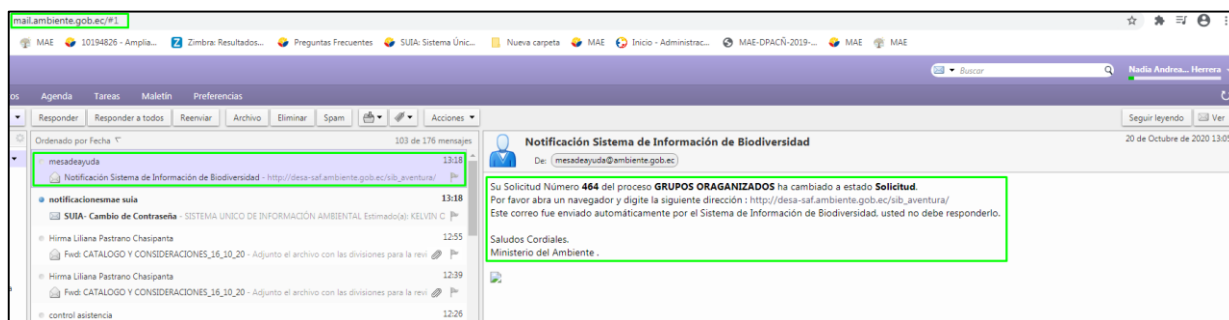 mail.ambiente.gob.ec/#1
MAE 10194826 - Amplia... Zimbra: Resultados... Preguntas Frecuentes SUIA: Sistema Únic... Nueva carpeta MAE Inicio - Administrac... MAE-DPACÑ-2019-... MAE MAE
Buscar
Nadia Andrea... Herrera
os Agenda Tareas Maletín Preferencias
Responder Responder a todos Reenviar Archivo Eliminar Spam Acciones Seguir leyendo Ver
Ordenado por Fecha 103 de 176 mensajes
mesadeayuda 13:18
Notificación Sistema de Información de Biodiversidad - http://desa-saf.ambiente.gob.ec/sib_aventura/
notificacionesmae suia 13:18
SUIA- Cambio de Contraseña - SISTEMA UNICO DE INFORMACIÓN AMBIENTAL Estimado(a): KELVIN C
Hirma Liliana Pastrano Chasipanta 12:55
Fwd: CATALOGO Y CONSIDERACIONES_16_10_20 - Adjunto el archivo con las divisiones para la revi
Hirma Liliana Pastrano Chasipanta 12:39
Fwd: CATALOGO Y CONSIDERACIONES_16_10_20 - Adjunto el archivo con las divisiones para la revi
control asistencia 12:26
Notificación Sistema de Información de Biodiversidad
20 de Octubre de 2020 13:05
De: mesadeayuda@ambiente.gob.ec
Su Solicitud Número 464 del proceso GRUPOS ORAGANIZADOS ha cambiado a estado Solicitud.
Por favor abra un navegador y digite la siguiente dirección : http://desa-saf.ambiente.gob.ec/sib_aventura/
Este correo fue enviado automáticamente por el Sistema de Información de Biodiversidad, usted no debe responderlo.
Saludos Cordiales.
Ministerio del Ambiente .